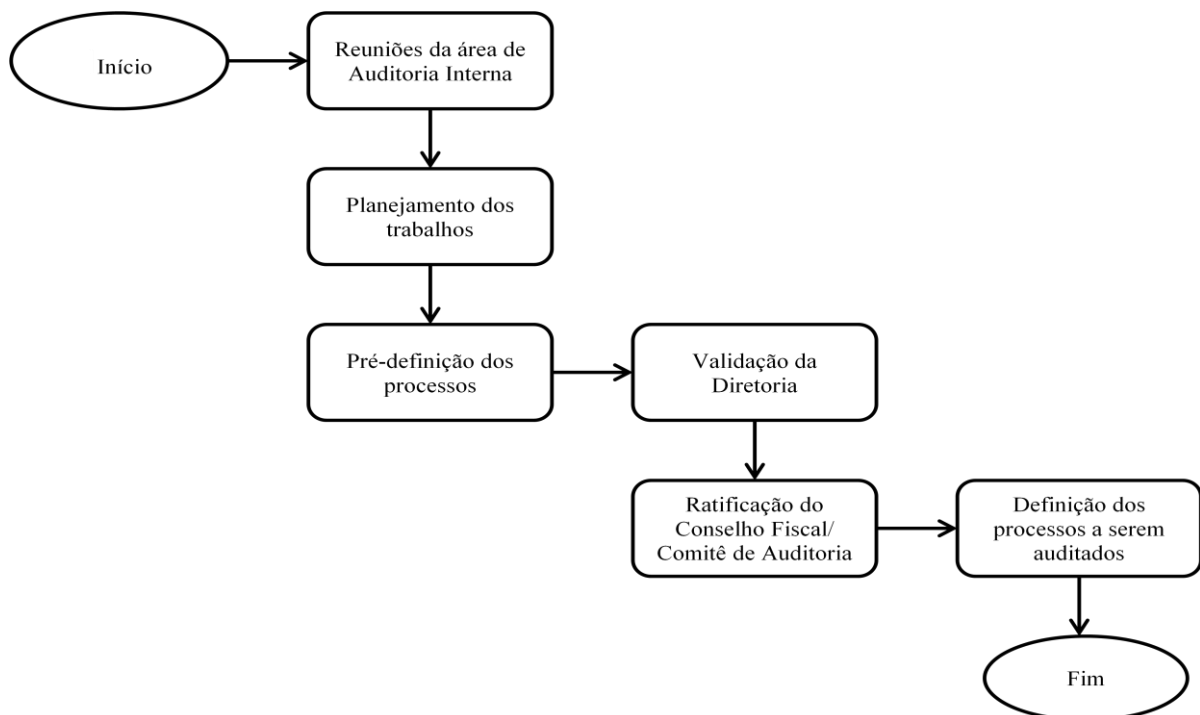 Início
Reuniões da área de
Auditoria Interna
Planejamento dos
trabalhos
Pré-definição dos
processos
Validação da
Diretoria
Ratificação do
Conselho Fiscal/
Comitê de Auditoria
Definição dos
processos a serem
auditados
Fim